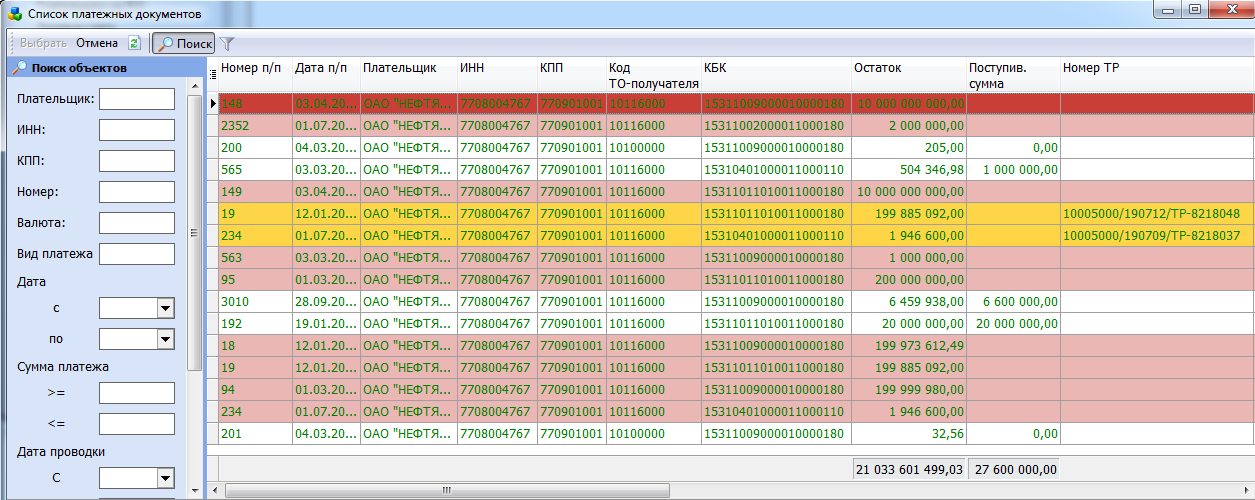 Список платежных документов
Выбрать Отмена Поиск
Поиск объектов
Плательщик:
ИНН:
КПП:
Номер:
Валюта:
Вид платежа
Дата
с
по
Сумма платежа
>=
<=
Дата проводки
С
Номер п/п Дата п/п Плательщик ИНН КПП Код ТО-получателя КБК Остаток Поступив. сумма Номер ТР
148 03.04.20... ОАО "НЕФТЯ... 7708004767 770901001 10116000 15311009000010000180 10 000 000 000,00
2352 01.07.20... ОАО "НЕФТЯ... 7708004767 770901001 10116000 15311002000011000180 2 000 000,00
200 04.03.20... ОАО "НЕФТЯ... 7708004767 770901001 10100000 15311009000010000180 205,00 0,00
565 03.03.20... ОАО "НЕФТЯ... 7708004767 770901001 10116000 15310401000011000110 504 346,98 1 000 000,00
149 03.04.20... ОАО "НЕФТЯ... 7708004767 770901001 10116000 15311011010011000180 10 000 000 000,00
19 12.01.20... ОАО "НЕФТЯ... 7708004767 770901001 10116000 15311011010011000180 199 885 092,00 10005000/190712/ТР-8218048
234 01.07.20... ОАО "НЕФТЯ... 7708004767 770901001 10116000 15310401000011000110 1 946 600,00 10005000/190709/ТР-8218037
563 03.03.20... ОАО "НЕФТЯ... 7708004767 770901001 10116000 15311009000010000180 1 000 000,00
95 01.03.20... ОАО "НЕФТЯ... 7708004767 770901001 10116000 15311011010011000180 200 000 000,00
3010 28.09.20... ОАО "НЕФТЯ... 7708004767 770901001 10116000 15311009000010000180 6 459 938,00 6 600 000,00
192 19.01.20... ОАО "НЕФТЯ... 7708004767 770901001 10116000 15311011010011000180 20 000 000,00 20 000 000,00
18 12.01.20... ОАО "НЕФТЯ... 7708004767 770901001 10116000 15311009000010000180 199 973 612,49
19 12.01.20... ОАО "НЕФТЯ... 7708004767 770901001 10116000 15311011010011000180 199 885 092,00
94 01.03.20... ОАО "НЕФТЯ... 7708004767 770901001 10116000 15311009000010000180 199 999 980,00
234 01.07.20... ОАО "НЕФТЯ... 7708004767 770901001 10116000 15310401000011000110 1 946 600,00
201 04.03.20... ОАО "НЕФТЯ... 7708004767 770901001 10100000 15311009000010000180 32,56 0,00
21 033 601 499,03 27 600 000,00